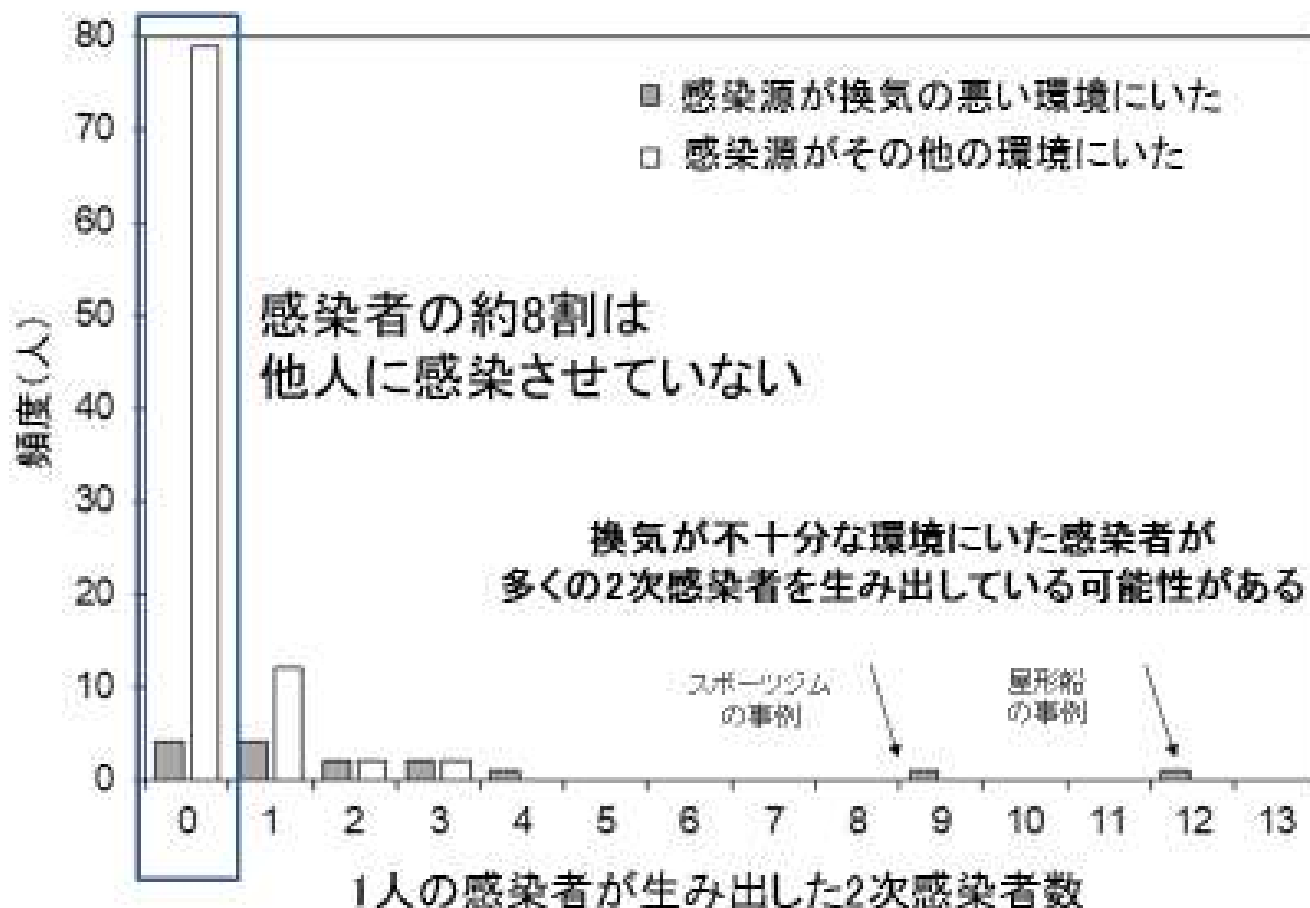 80
70
60
50
40
30
20
10
0
頻度(人)
感染源が換気の悪い環境にいた
感染源がその他の環境にいた
感染者の約8割は
他人に感染させていない
換気が不十分な環境にいた感染者が
多くの2次感染者を生み出している可能性がある
スポーツジム
の事例
屋形船
の事例
0 1 2 3 4 5 6 7 8 9 10 11 12 13
1人の感染者が生み出した2次感染者数